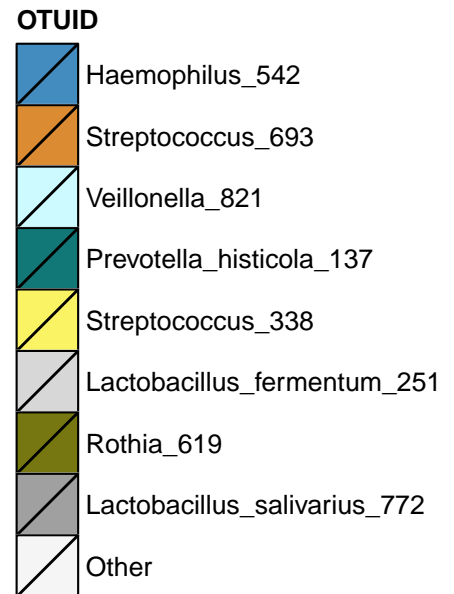 OTUID
Haemophilus_542
Streptococcus_693
Veillonella_821
Prevotella_histicola_137
Streptococcus_338
Lactobacillus_fermentum_251
Rothia_619
Lactobacillus_salivarius_772
Other